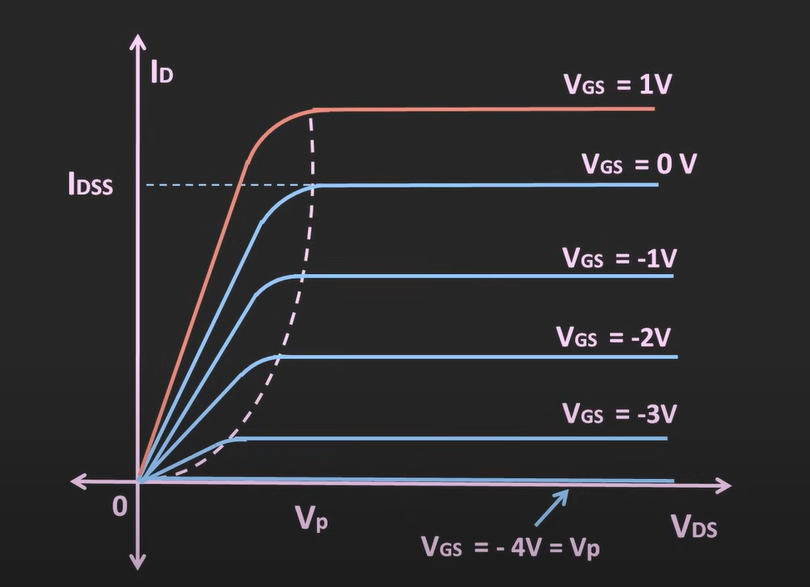 ID
VGS = 1V
VGS = 0 V
IDSS
VGS = -1V
VGS = -2V
VGS = -3V
0
Vp
VDS
VGS = - 4V = Vp